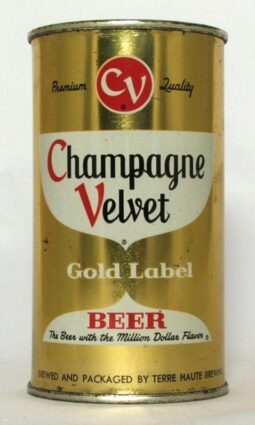 CV
Premium Quality
®
Champagne
Velvet
®
Gold Label
BEER
The Beer with the Million Dollar Flavor ®
BREWED AND PACKAGED BY TERRE HAUTE